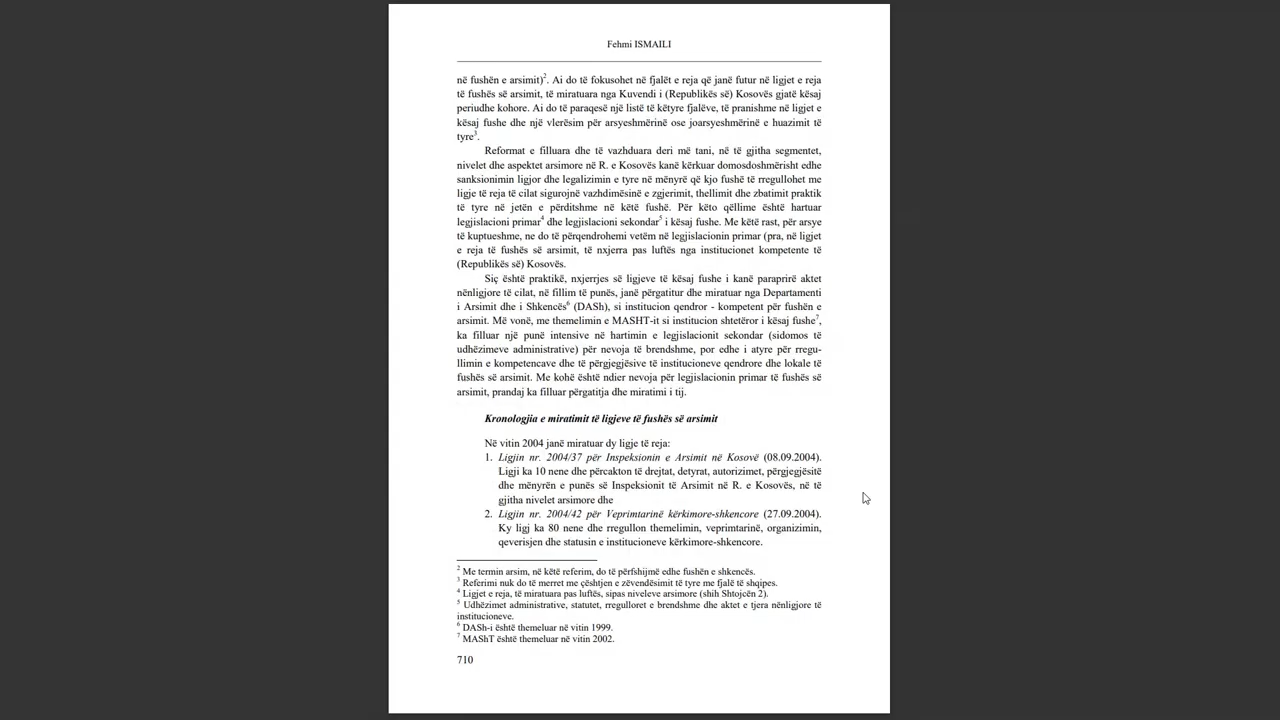 Fehmi ISMAILI
në fushën e arsimit)2. Ai do të fokusohet në fjalët e reja që janë futur në ligjet e reja
të fushës së arsimit, të miratuara nga Kuvendi i (Republikës së) Kosovës gjatë kësaj
periudhe kohore. Ai do të paraqesë një listë të këtyre fjalëve, të pranishme në ligjet e
kësaj fushe dhe një vlerësim për arsyeshmërinë ose joarsyeshmërinë e huazimit të
tyre3.
Reformat e filluara dhe të vazhduara deri më tani, në të gjitha segmentet,
nivelet dhe aspektet arsimore në R. e Kosovës kanë kërkuar domosdoshmërisht edhe
sanksionimin ligjor dhe legalizimin e tyre në mënyrë që kjo fushë të rregullohet me
ligje të reja të cilat sigurojnë vazhdimësinë e zgjerimit, thellimit dhe zbatimit praktik
të tyre në jetën e përditshme në këtë fushë. Për këto qëllime është hartuar
legjislacioni primar4 dhe legjislacioni sekondar5 i kësaj fushe. Me këtë rast, për arsye
të kuptueshme, ne do të përqendrohemi vetëm në legjislacionin primar (pra, në ligjet
e reja të fushës së arsimit, të nxjerra pas luftës nga institucionet kompetente të
(Republikës së) Kosovës.
Siç është praktikë, nxjerrjes së ligjeve të kësaj fushe i kanë paraprirë aktet
nënligjore të cilat, në fillim të punës, janë përgatitur dhe miratuar nga Departamenti
i Arsimit dhe i Shkencës6 (DASh), si institucion qendror - kompetent për fushën e
arsimit. Më vonë, me themelimin e MASHT-it si institucion shtetëror i kësaj fushe7,
ka filluar një punë intensive në hartimin e legjislacionit sekondar (sidomos të
udhëzimeve administrative) për nevoja të brendshme, por edhe i atyre për rregu-
llimin e kompetencave dhe të përgjegjësive të institucioneve qendrore dhe lokale të
fushës së arsimit. Me kohë është ndier nevoja për legjislacionin primar të fushës së
arsimit, prandaj ka filluar përgatitja dhe miratimi i tij.
Kronologjia e miratimit të ligjeve të fushës së arsimit
Në vitin 2004 janë miratuar dy ligje të reja:
1. Ligjin nr. 2004/37 për Inspeksionin e Arsimit në Kosovë (08.09.2004).
Ligji ka 10 nene dhe përcakton të drejtat, detyrat, autorizimet, përgjegjësitë
dhe mënyrën e punës së Inspeksionit të Arsimit në R. e Kosovës, në të
gjitha nivelet arsimore dhe
2. Ligjin nr. 2004/42 për Veprimtarinë kërkimore-shkencore (27.09.2004).
Ky ligj ka 80 nene dhe rregullon themelimin, veprimtarinë, organizimin,
qeverisjen dhe statusin e institucioneve kërkimore-shkencore.
2 Me termin arsim, në këtë referim, do të përfshijmë edhe fushën e shkencës.
3 Referimi nuk do të merret me çështjen e zëvendësimit të tyre me fjalë të shqipes.
4 Ligjet e reja, të miratuara pas luftës, sipas niveleve arsimore (shih Shtojcën 2).
5 Udhëzimet administrative, statutet, rregulloret e brendshme dhe aktet e tjera nënligjore të
institucioneve.
6 DASh-i është themeluar në vitin 1999.
7 MAShT është themeluar në vitin 2002.
710